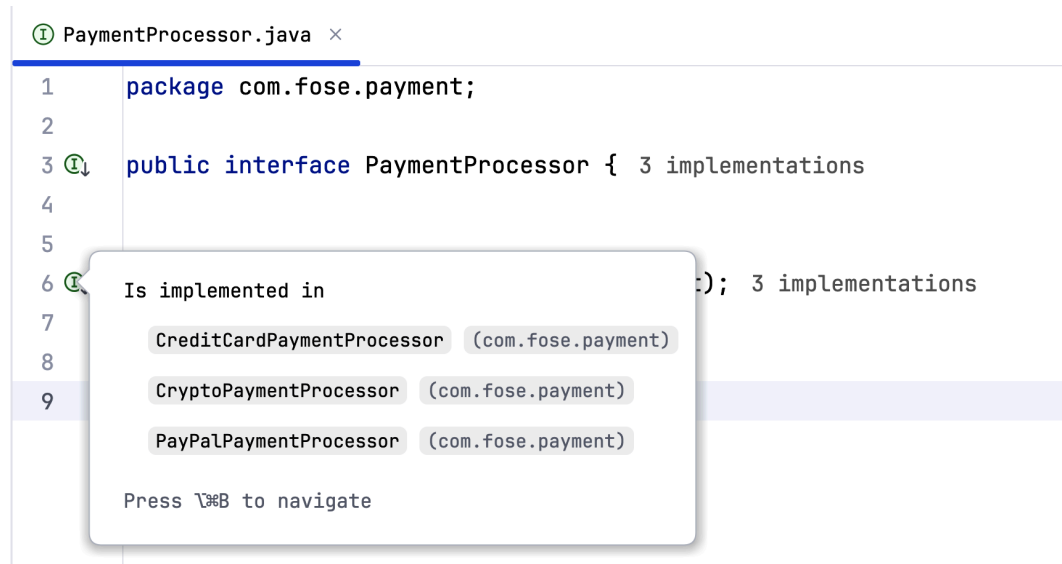 PaymentProcessor.java ×
1 package com.fose.payment;
2
3 public interface PaymentProcessor { 3 implementations
4
5
6 ); 3 implementations
7
8
9
Is implemented in
CreditCardPaymentProcessor (com.fose.payment)
CryptoPaymentProcessor (com.fose.payment)
PayPalPaymentProcessor (com.fose.payment)
Press ⌥⌘B to navigate